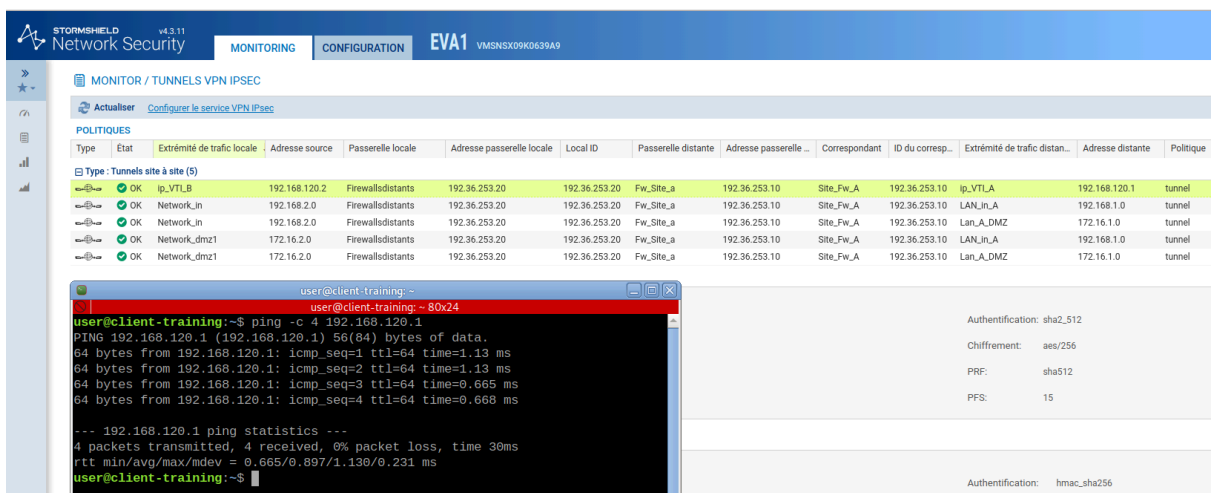 STORMSHIELD v4.3.11
Network Security MONITORING CONFIGURATION EVA1 VMSNSX09K0639A9
MONITOR / TUNNELS VPN IPSEC
Actualiser Configurer le service VPN IPsec
POLITIQUES
Type État Extrémité de trafic locale Adresse source Passerelle locale Adresse passerelle locale Local ID Passerelle distante Adresse passerelle ... Correspondant ID du corresp... Extrémité de trafic distan... Adresse distante Politique
Type : Tunnels site à site (5)
OK ip_VTI_B 192.168.120.2 Firewallsdistants 192.36.253.20 192.36.253.20 Fw_Site_a 192.36.253.10 Site_Fw_A 192.36.253.10 ip_VTI_A 192.168.120.1 tunnel
OK Network_in 192.168.2.0 Firewallsdistants 192.36.253.20 192.36.253.20 Fw_Site_a 192.36.253.10 Site_Fw_A 192.36.253.10 LAN_in_A 192.168.1.0 tunnel
OK Network_in 192.168.2.0 Firewallsdistants 192.36.253.20 192.36.253.20 Fw_Site_a 192.36.253.10 Site_Fw_A 192.36.253.10 Lan_A_DMZ 172.16.1.0 tunnel
OK Network_dmz1 172.16.2.0 Firewallsdistants 192.36.253.20 192.36.253.20 Fw_Site_a 192.36.253.10 Site_Fw_A 192.36.253.10 LAN_in_A 192.168.1.0 tunnel
OK Network_dmz1 172.16.2.0 Firewallsdistants 192.36.253.20 192.36.253.20 Fw_Site_a 192.36.253.10 Site_Fw_A 192.36.253.10 Lan_A_DMZ 172.16.1.0 tunnel
user@client-training: ~
user@client-training: ~ 80x24
user@client-training:~$ ping -c 4 192.168.120.1
PING 192.168.120.1 (192.168.120.1) 56(84) bytes of data.
64 bytes from 192.168.120.1: icmp_seq=1 ttl=64 time=1.13 ms
64 bytes from 192.168.120.1: icmp_seq=2 ttl=64 time=1.13 ms
64 bytes from 192.168.120.1: icmp_seq=3 ttl=64 time=0.665 ms
64 bytes from 192.168.120.1: icmp_seq=4 ttl=64 time=0.668 ms
--- 192.168.120.1 ping statistics ---
4 packets transmitted, 4 received, 0% packet loss, time 30ms
rtt min/avg/max/mdev = 0.665/0.897/1.130/0.231 ms
user@client-training:~$
Authentification: sha2_512
Chiffrement: aes/256
PRF: sha512
PFS: 15
Authentification: hmac_sha256